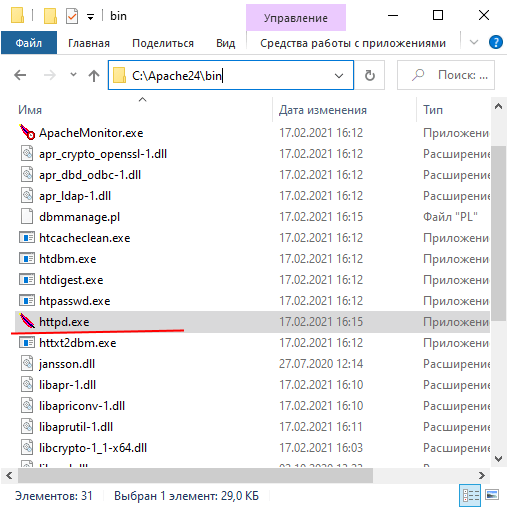 bin
Управление
Файл Главная Поделиться Вид Средства работы с приложениями
C:\Apache24\bin
Поиск: ...
Имя Дата изменения Тип
ApacheMonitor.exe 17.02.2021 16:12 Приложени
apr_crypto_openssl-1.dll 17.02.2021 16:12 Расширение
apr_dbd_odbc-1.dll 17.02.2021 16:12 Расширение
apr_ldap-1.dll 17.02.2021 16:12 Расширение
dbmmanage.pl 17.02.2021 16:15 Файл "PL"
htcacheclean.exe 17.02.2021 16:12 Приложени
htdbm.exe 17.02.2021 16:12 Приложени
htdigest.exe 17.02.2021 16:12 Приложени
htpasswd.exe 17.02.2021 16:12 Приложени
httpd.exe 17.02.2021 16:15 Приложени
httxt2dbm.exe 17.02.2021 16:12 Приложени
jansson.dll 27.07.2020 12:14 Расширение
libapr-1.dll 17.02.2021 16:10 Расширение
libapriconv-1.dll 17.02.2021 16:10 Расширение
libaprutil-1.dll 17.02.2021 16:11 Расширение
libcrypto-1_1-x64.dll 17.02.2021 16:03 Расширение
Элементов: 31 Выбран 1 элемент: 29,0 КБ